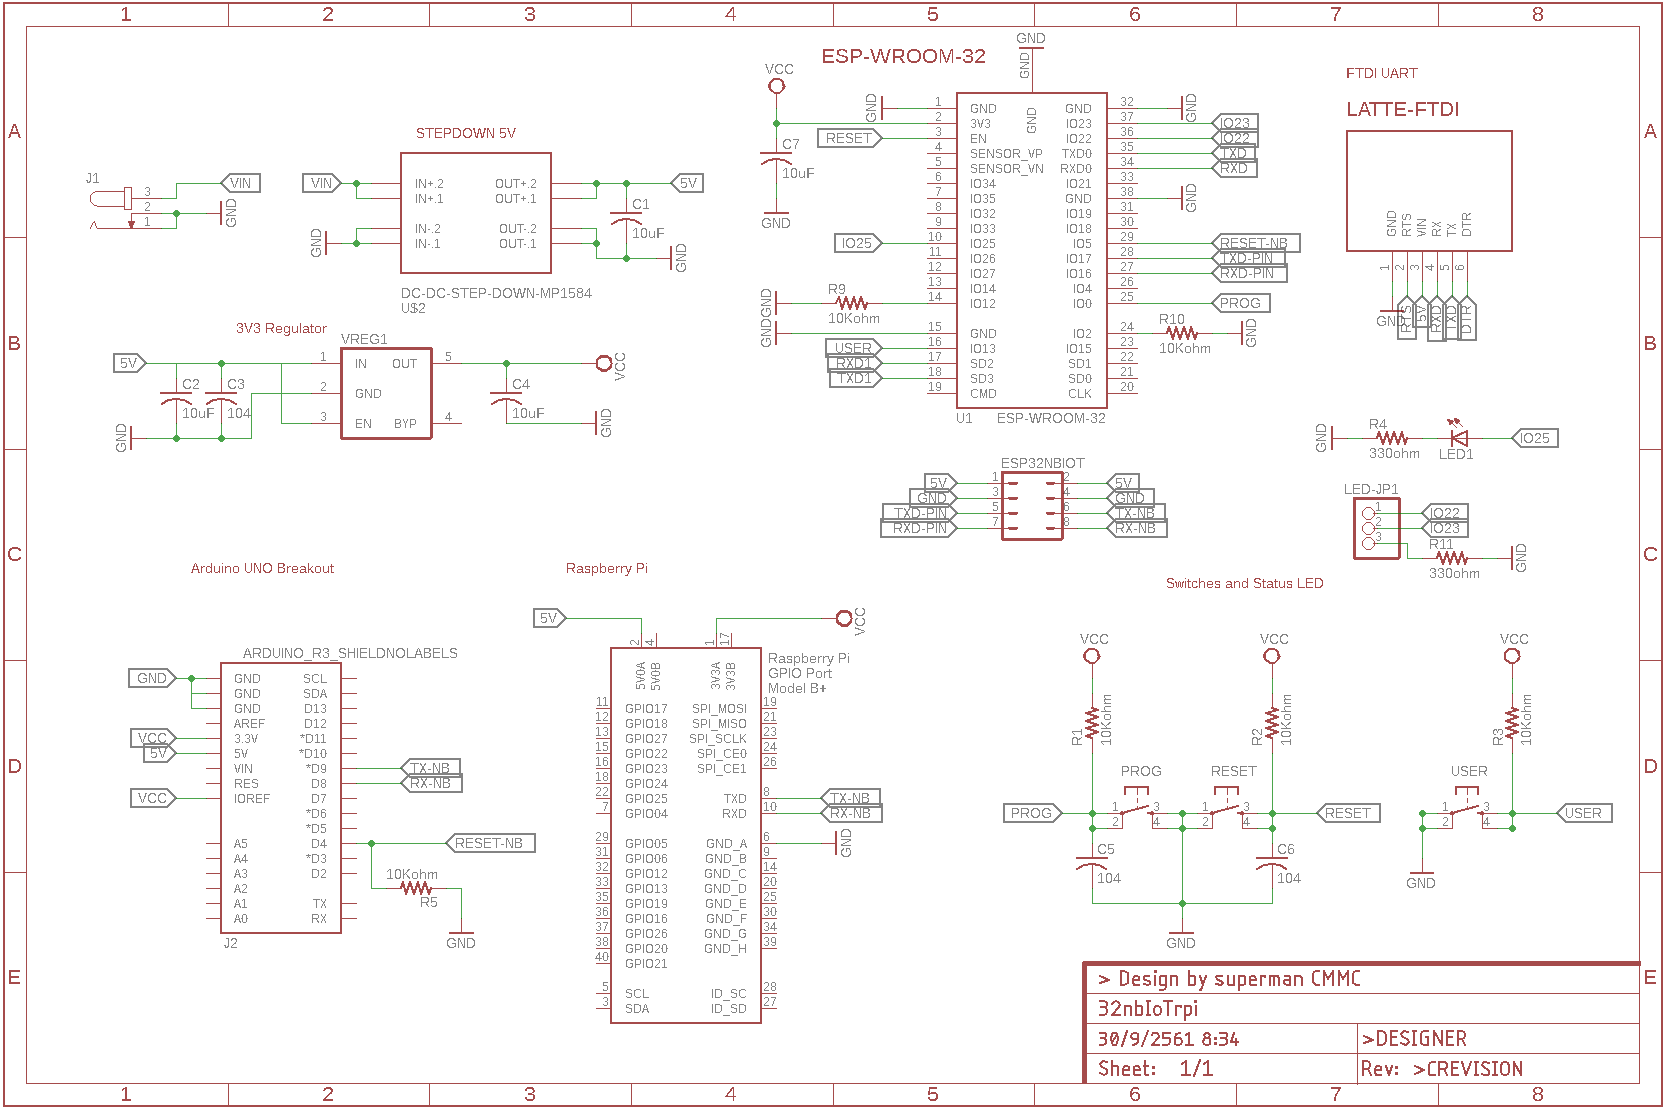 1 2 3 4 5 6 7 8
A
B
C
D
E
A
B
C
D
E
1 2 3 4 5 6 7 8
J1
3
2
1
VIN
GND
STEPDOWN 5V
VIN
GND
IN+.2 OUT+.2
IN+.1 OUT+.1
IN-.2 OUT-.2
IN-.1 OUT-.1
DC-DC-STEP-DOWN-MP1584
U$2
5V
C1
10uF
GND
3V3 Regulator
VREG1
5V
C2
10uF
C3
104
GND
1 IN OUT 5
2 GND
3 EN BYP 4
C4
10uF
VCC
GND
ESP-WROOM-32
VCC
C7
10uF
GND
GND
GND
GND
GND
RESET
IO25
GND
R9
10Kohm
GND
USER
RXD1
TXD1
1 GND GND 32
2 3V3 IO23 37
3 EN IO22 36
4 SENSOR_VP TXD0 35
5 SENSOR_VN RXD0 34
6 IO34 IO21 33
7 IO35 GND 38
8 IO32 IO19 31
9 IO33 IO18 30
10 IO25 IO5 29
11 IO26 IO17 28
12 IO27 IO16 27
13 IO14 IO4 26
14 IO12 IO0 25
15 GND IO2 24
16 IO13 IO15 23
17 SD2 SD1 22
18 SD3 SD0 21
19 CMD CLK 20
U1 ESP-WROOM-32
GND
IO23
IO22
TXD
RXD
GND
RESET-NB
TXD-PIN
RXD-PIN
PROG
R10
10Kohm
GND
FTDI UART
LATTE-FTDI
GND RTS VIN RX TX DTR
1 2 3 4 5 6
GND RTS 5V RXD TXD DTR
GND
R4
330ohm
LED1
IO25
ESP32NBIOT
5V 1 2 5V
GND 3 4 GND
TXD-PIN 5 6 TX-NB
RXD-PIN 7 8 RX-NB
LED-JP1
1 IO22
2 IO23
3
R11
330ohm
GND
Arduino UNO Breakout
ARDUINO_R3_SHIELDNOLABELS
GND
VCC
5V
VCC
GND SCL
GND SDA
GND D13
AREF D12
3.3V *D11
5V *D10
VIN *D9
RES D8
IOREF D7
*D6
*D5
A5 D4
A4 *D3
A3 D2
A2
A1 TX
A0 RX
J2
TX-NB
RX-NB
RESET-NB
10Kohm
R5
GND
Raspberry Pi
5V
VCC
2 4 1 17
5V0A 5V0B 3V3A 3V3B
Raspberry Pi
GPIO Port
Model B+
11 GPIO17 SPI_MOSI 19
12 GPIO18 SPI_MISO 21
13 GPIO27 SPI_SCLK 23
15 GPIO22 SPI_CE0 24
16 GPIO23 SPI_CE1 26
18 GPIO24
22 GPIO25 TXD 8 TX-NB
7 GPIO04 RXD 10 RX-NB
29 GPIO05 GND_A 6 GND
31 GPIO06 GND_B 9
32 GPIO12 GND_C 14
33 GPIO13 GND_D 20
35 GPIO19 GND_E 25
36 GPIO16 GND_F 30
37 GPIO26 GND_G 34
38 GPIO20 GND_H 39
40 GPIO21
5 SCL ID_SC 28
3 SDA ID_SD 27
Switches and Status LED
VCC VCC VCC
R1 10Kohm R2 10Kohm R3 10Kohm
PROG RESET USER
PROG 1 3 1 3 RESET 1 3 USER
2 4 2 4 2 4
C5 C6
104 104
GND
GND
> Design by superman CMMC
32nbIoTrpi
30/9/2561 8:34 >DESIGNER
Sheet: 1/1 Rev: >CREVISION